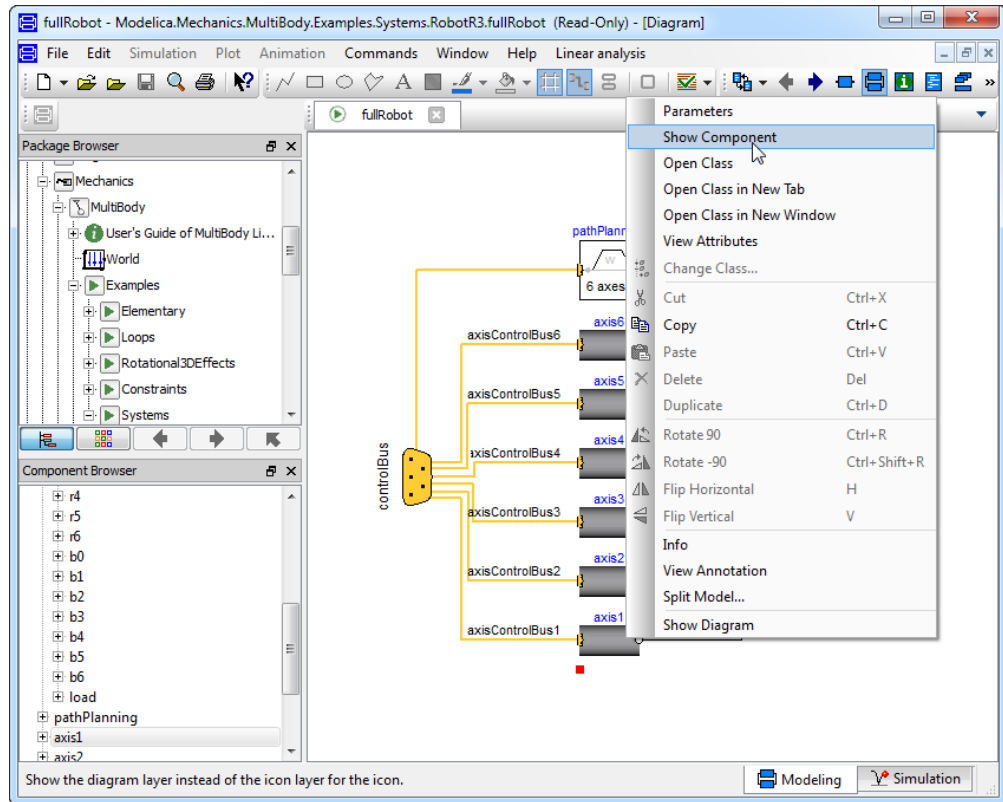 fullRobot - Modelica.Mechanics.MultiBody.Examples.Systems.RobotR3.fullRobot (Read-Only) - [Diagram]
File Edit Simulation Plot Animation Commands Window Help Linear analysis
fullRobot
Package Browser
Mechanics
MultiBody
User's Guide of MultiBody Li...
World
Examples
Elementary
Loops
Rotational3DEffects
Constraints
Systems
Component Browser
r4
r5
r6
b0
b1
b2
b3
b4
b5
b6
load
pathPlanning
axis1
axis2
controlBus
pathPlann
w
6 axes
axis6
axisControlBus6
axis5
axisControlBus5
axis4
axisControlBus4
axis3
axisControlBus3
axis2
axisControlBus2
axis1
axisControlBus1
Parameters
Show Component
Open Class
Open Class in New Tab
Open Class in New Window
View Attributes
Change Class...
Cut Ctrl+X
Copy Ctrl+C
Paste Ctrl+V
Delete Del
Duplicate Ctrl+D
Rotate 90 Ctrl+R
Rotate -90 Ctrl+Shift+R
Flip Horizontal H
Flip Vertical V
Info
View Annotation
Split Model...
Show Diagram
Show the diagram layer instead of the icon layer for the icon.
Modeling Simulation